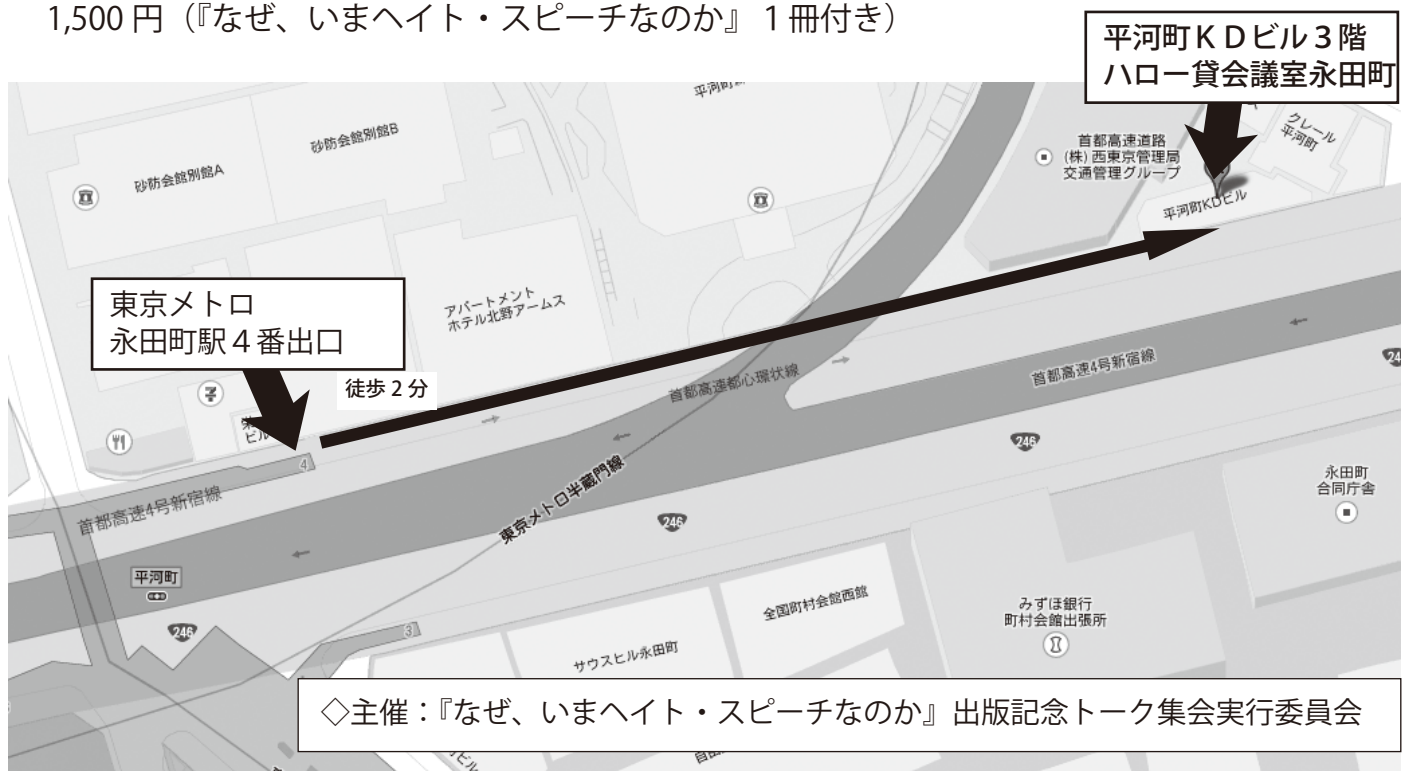 1,500 円（『なぜ、いまヘイト・スピーチなのか』 1 冊付き）
平河町ＫＤビル 3 階
ハロー貸会議室永田町
砂防会館別館B
砂防会館別館A
首都高速道路
(株) 西東京管理局
交通管理グループ
クレール
平河町
平河町KDビル
東京メトロ
永田町駅４番出口
アパートメント
ホテル北野アームス
徒歩 2 分
首都高速都心環状線
首都高速4号新宿線
246
4
首都高速4号新宿線
東京メトロ半蔵門線
246
246
永田町
合同庁舎
平河町
246
3
全国町村会館西館
みずほ銀行
町村会館出張所
サウスヒル永田町
◇主催：『なぜ、いまヘイト・スピーチなのか』出版記念トーク集会実行委員会